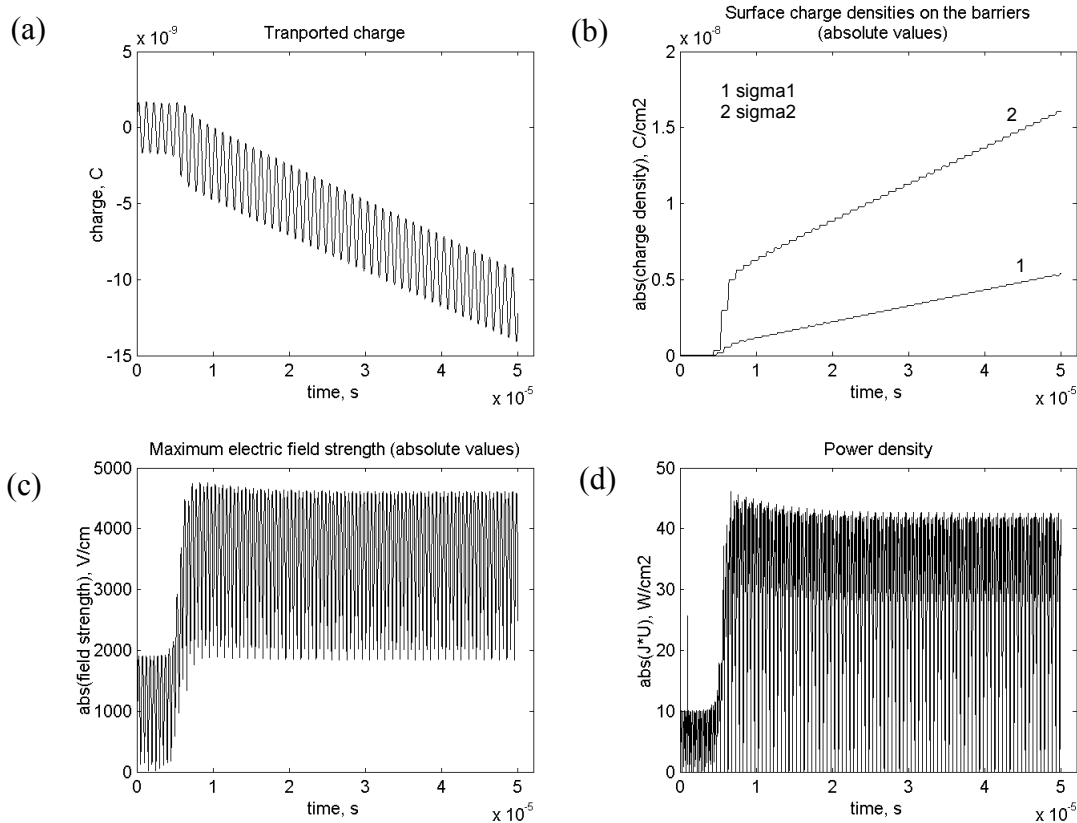 (a)
Tranported charge
x 10-9
5
0
-5
-10
-15
charge, C
0 1 2 3 4 5
time, s
x 10-5
(b)
Surface charge densities on the barriers
(absolute values)
x 10-8
2
1.5
1
0.5
0
abs(charge density), C/cm2
1 sigma1
2 sigma2
2
1
0 1 2 3 4 5
time, s
x 10-5
(c)
Maximum electric field strength (absolute values)
5000
4000
3000
2000
1000
0
abs(field strength), V/cm
0 1 2 3 4 5
time, s
x 10-5
(d)
Power density
50
40
30
20
10
0
abs(J*U), W/cm2
0 1 2 3 4 5
time, s
x 10-5